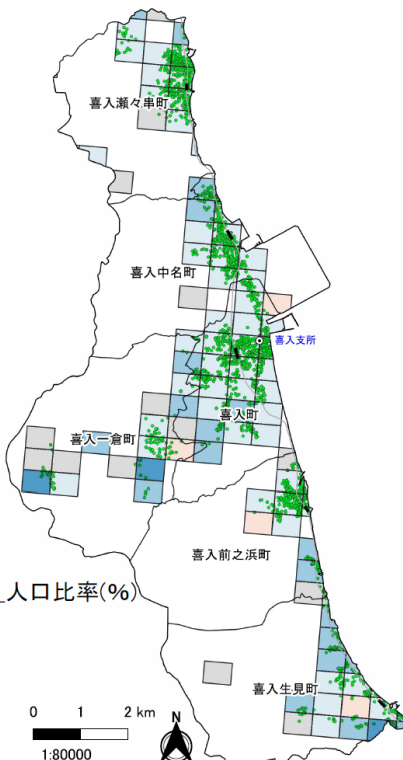 喜入瀬々串町
喜入中名町
喜入支所
喜入町
喜入一倉町
喜入前之浜町
_人口比率(%)
喜入生見町
0 1 2 km
N
1:80000